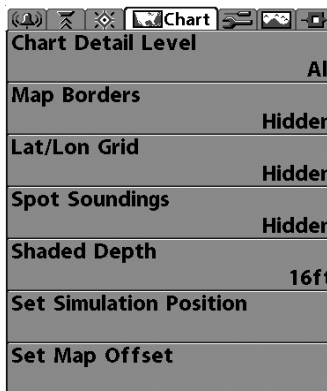 Chart
Chart Detail Level
Al
Map Borders
Hidden
Lat/Lon Grid
Hidden
Spot Soundings
Hidden
Shaded Depth
16ft
Set Simulation Position
Set Map Offset